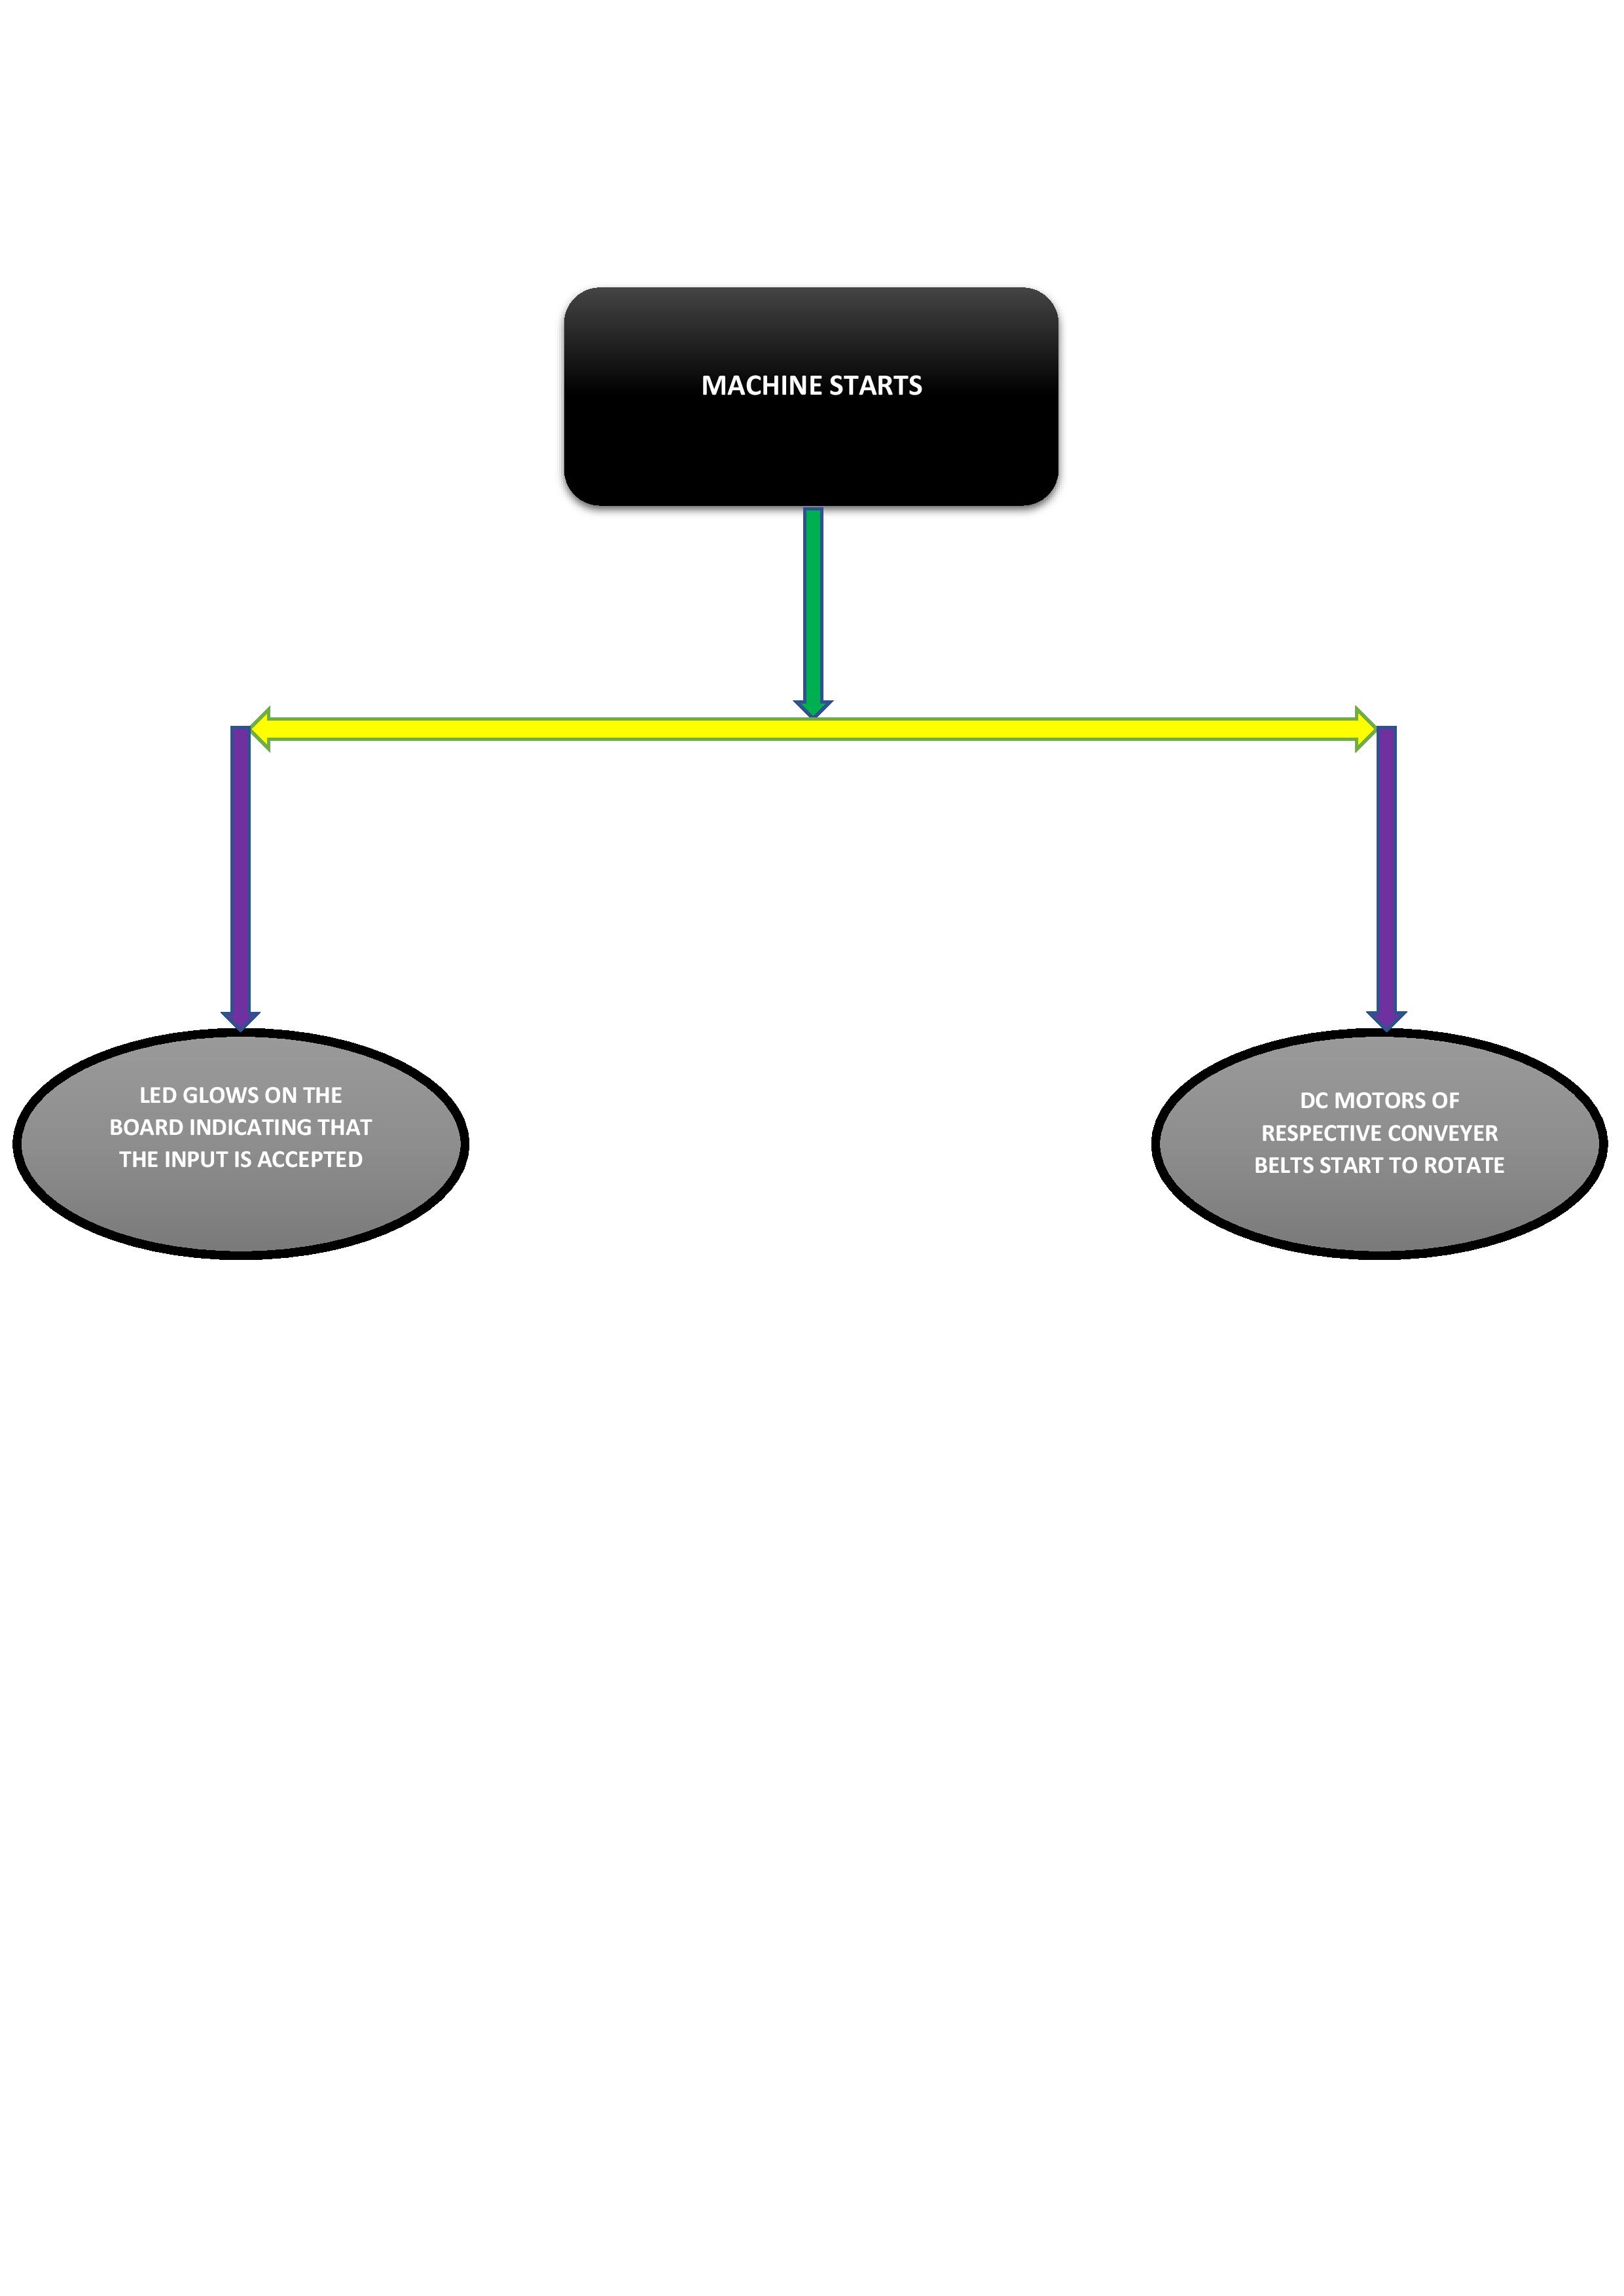 MACHINE STARTS
LED GLOWS ON THE
BOARD INDICATING THAT
THE INPUT IS ACCEPTED
DC MOTORS OF
RESPECTIVE CONVEYER
BELTS START TO ROTATE